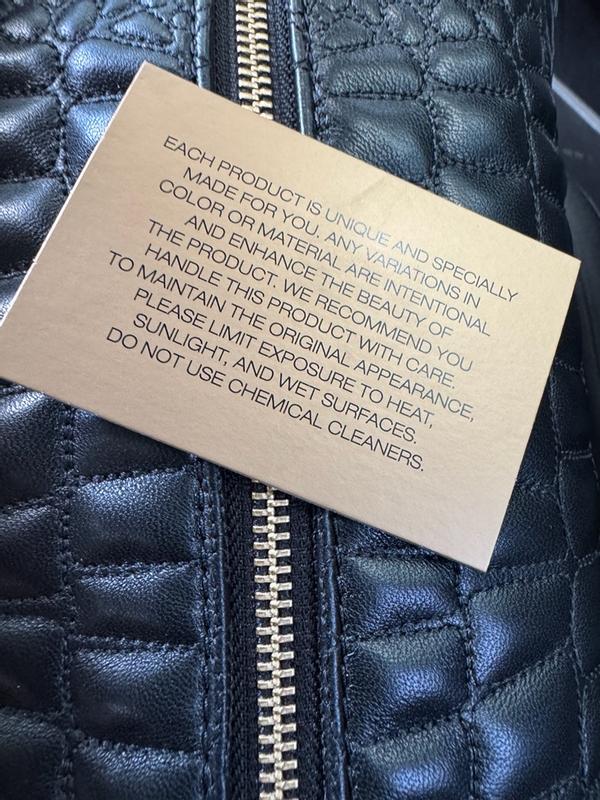 EACH PRODUCT IS UNIQUE AND SPECIALLY
MADE FOR YOU. ANY VARIATIONS IN
COLOR OR MATERIAL ARE INTENTIONAL
AND ENHANCE THE BEAUTY OF
THE PRODUCT. WE RECOMMEND YOU
HANDLE THIS PRODUCT WITH CARE.
TO MAINTAIN THE ORIGINAL APPEARANCE,
PLEASE LIMIT EXPOSURE TO HEAT,
SUNLIGHT, AND WET SURFACES.
DO NOT USE CHEMICAL CLEANERS.